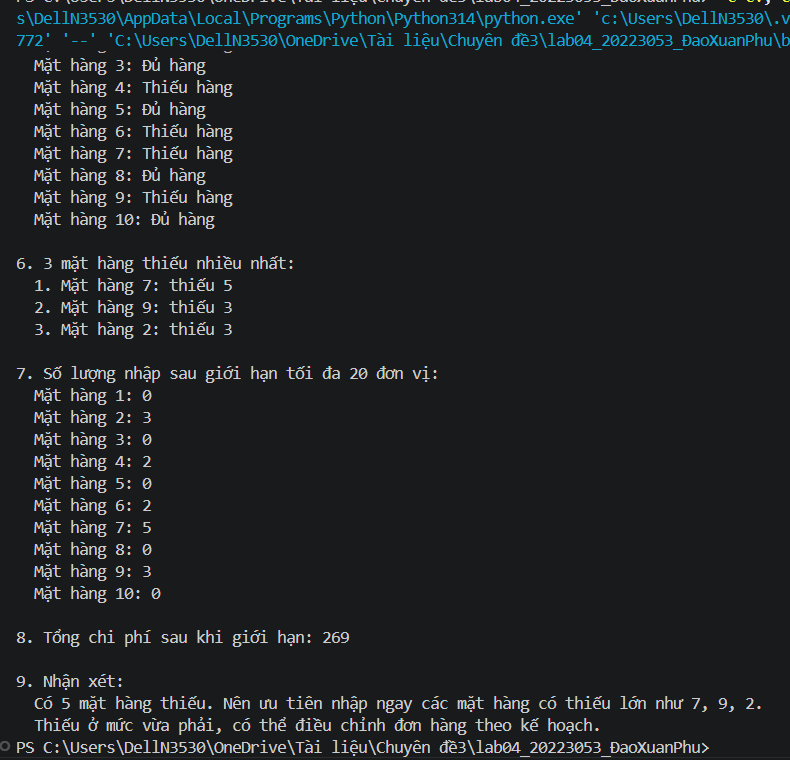 s\DellN3530\AppData\Local\Programs\Python\Python314\python.exe' 'c:\Users\DellN3530\.v
772' '--' 'C:\Users\DellN3530\OneDrive\Tài liệu\Chuyên đề3\lab04_20223053_ĐaoXuanPhu\b
Mặt hàng 3: Đủ hàng
Mặt hàng 4: Thiếu hàng
Mặt hàng 5: Đủ hàng
Mặt hàng 6: Thiếu hàng
Mặt hàng 7: Thiếu hàng
Mặt hàng 8: Đủ hàng
Mặt hàng 9: Thiếu hàng
Mặt hàng 10: Đủ hàng
6. 3 mặt hàng thiếu nhiều nhất:
1. Mặt hàng 7: thiếu 5
2. Mặt hàng 9: thiếu 3
3. Mặt hàng 2: thiếu 3
7. Số lượng nhập sau giới hạn tối đa 20 đơn vị:
Mặt hàng 1: 0
Mặt hàng 2: 3
Mặt hàng 3: 0
Mặt hàng 4: 2
Mặt hàng 5: 0
Mặt hàng 6: 2
Mặt hàng 7: 5
Mặt hàng 8: 0
Mặt hàng 9: 3
Mặt hàng 10: 0
8. Tổng chi phí sau khi giới hạn: 269
9. Nhận xét:
Có 5 mặt hàng thiếu. Nên ưu tiên nhập ngay các mặt hàng có thiếu lớn như 7, 9, 2.
Thiếu ở mức vừa phải, có thể điều chỉnh đơn hàng theo kế hoạch.
PS C:\Users\DellN3530\OneDrive\Tài liệu\Chuyên đề3\lab04_20223053_ĐaoXuanPhu>